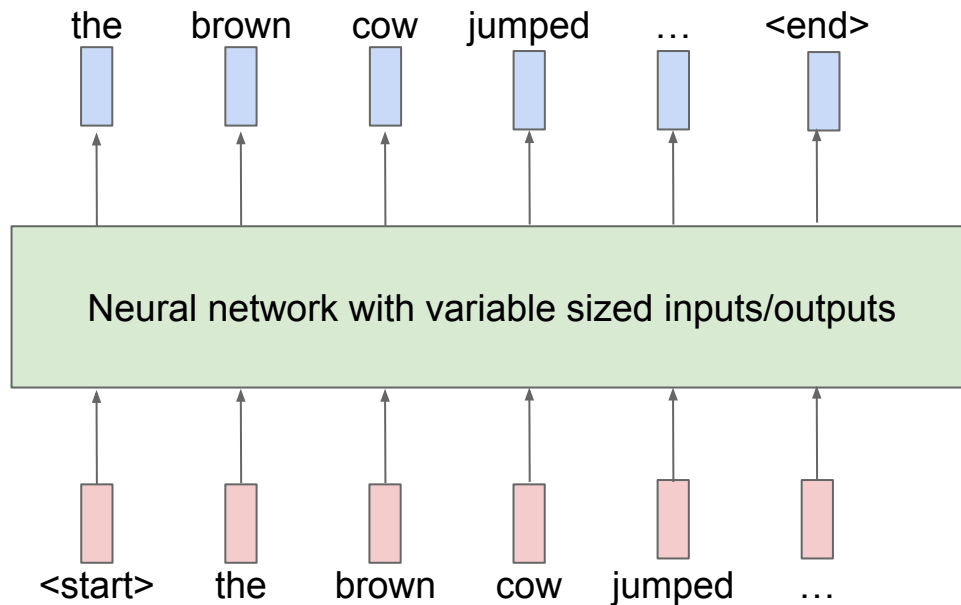 the brown cow jumped … <end>
Neural network with variable sized inputs/outputs
<start> the brown cow jumped …